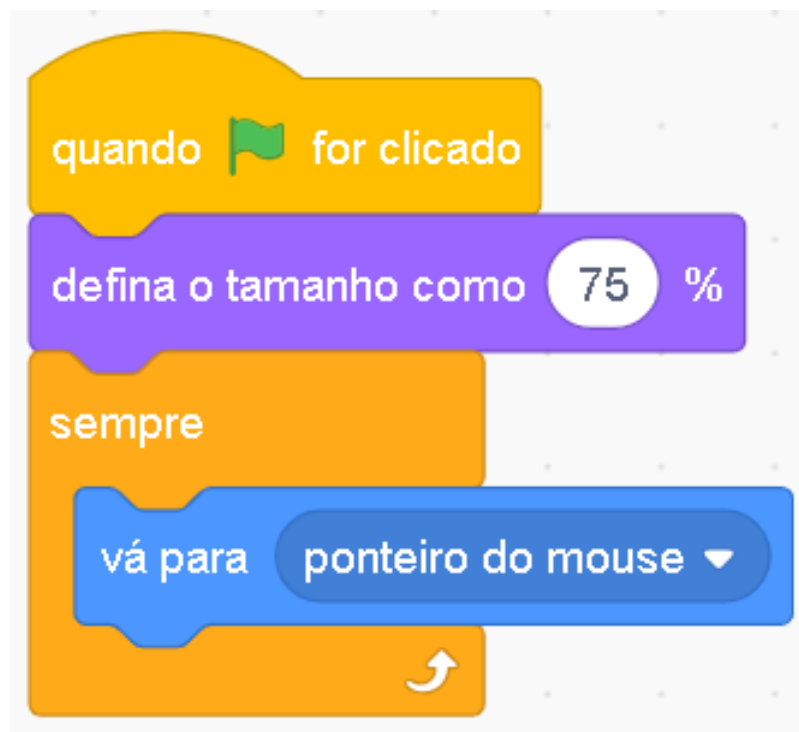 quando for clicado
defina o tamanho como 75 %
sempre
vá para ponteiro do mouse